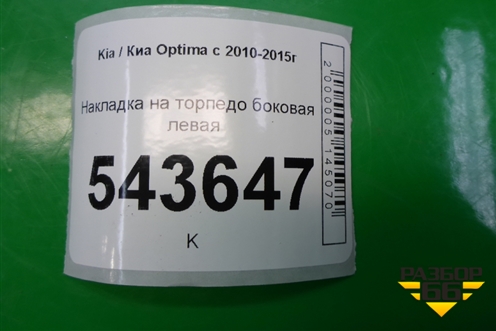 Kia / Киа Optima с 2010-2015г
Накладка на торпедо боковая
левая
543647
К
2000005145070
РАЗБОР
66